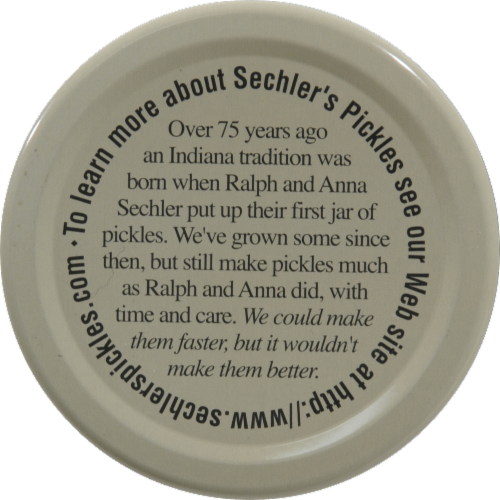 To learn more about Sechler's Pickles see our Web site at http://www.sechlerspickles.com •
Over 75 years ago
an Indiana tradition was
born when Ralph and Anna
Sechler put up their first jar of
pickles. We've grown some since
then, but still make pickles much
as Ralph and Anna did, with
time and care. We could make
them faster, but it wouldn't
make them better.